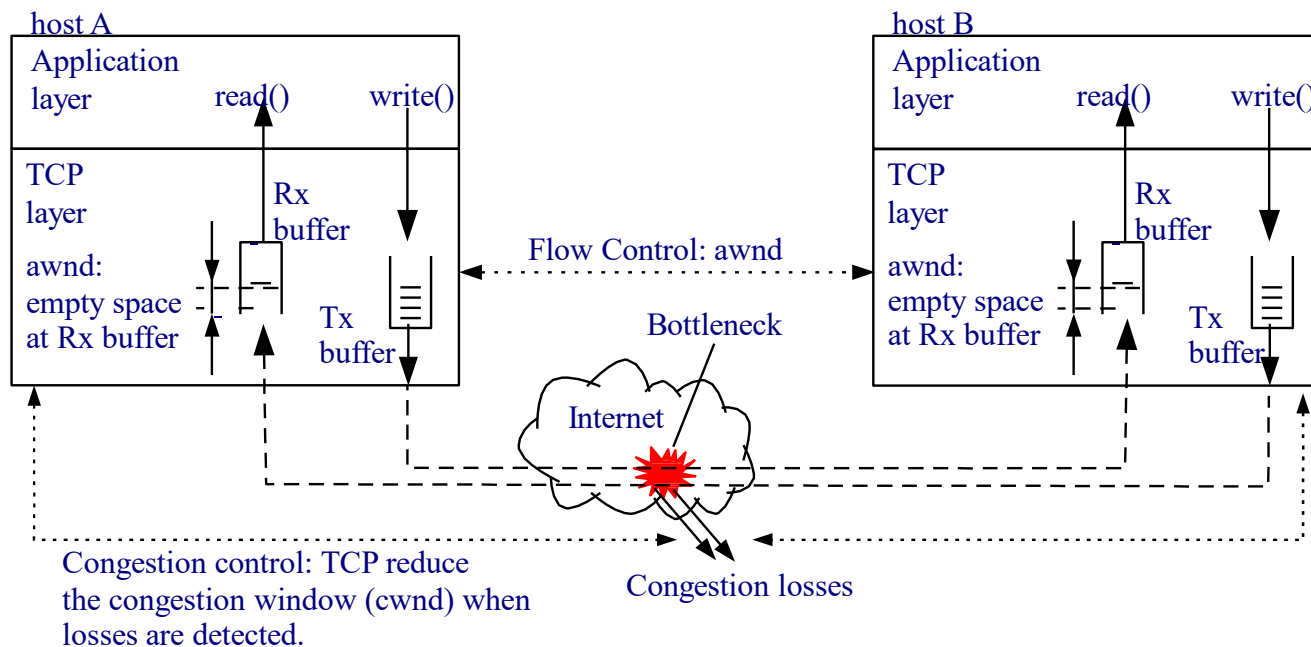 host A
Application
layer
read()
write()
TCP
layer
Rx
buffer
awnd:
empty space
at Rx buffer
Tx
buffer
Flow Control: awnd
Bottleneck
Internet
host B
Application
layer
read()
write()
TCP
layer
Rx
buffer
awnd:
empty space
at Rx buffer
Tx
buffer
Congestion control: TCP reduce
the congestion window (cwnd) when
losses are detected.
Congestion losses